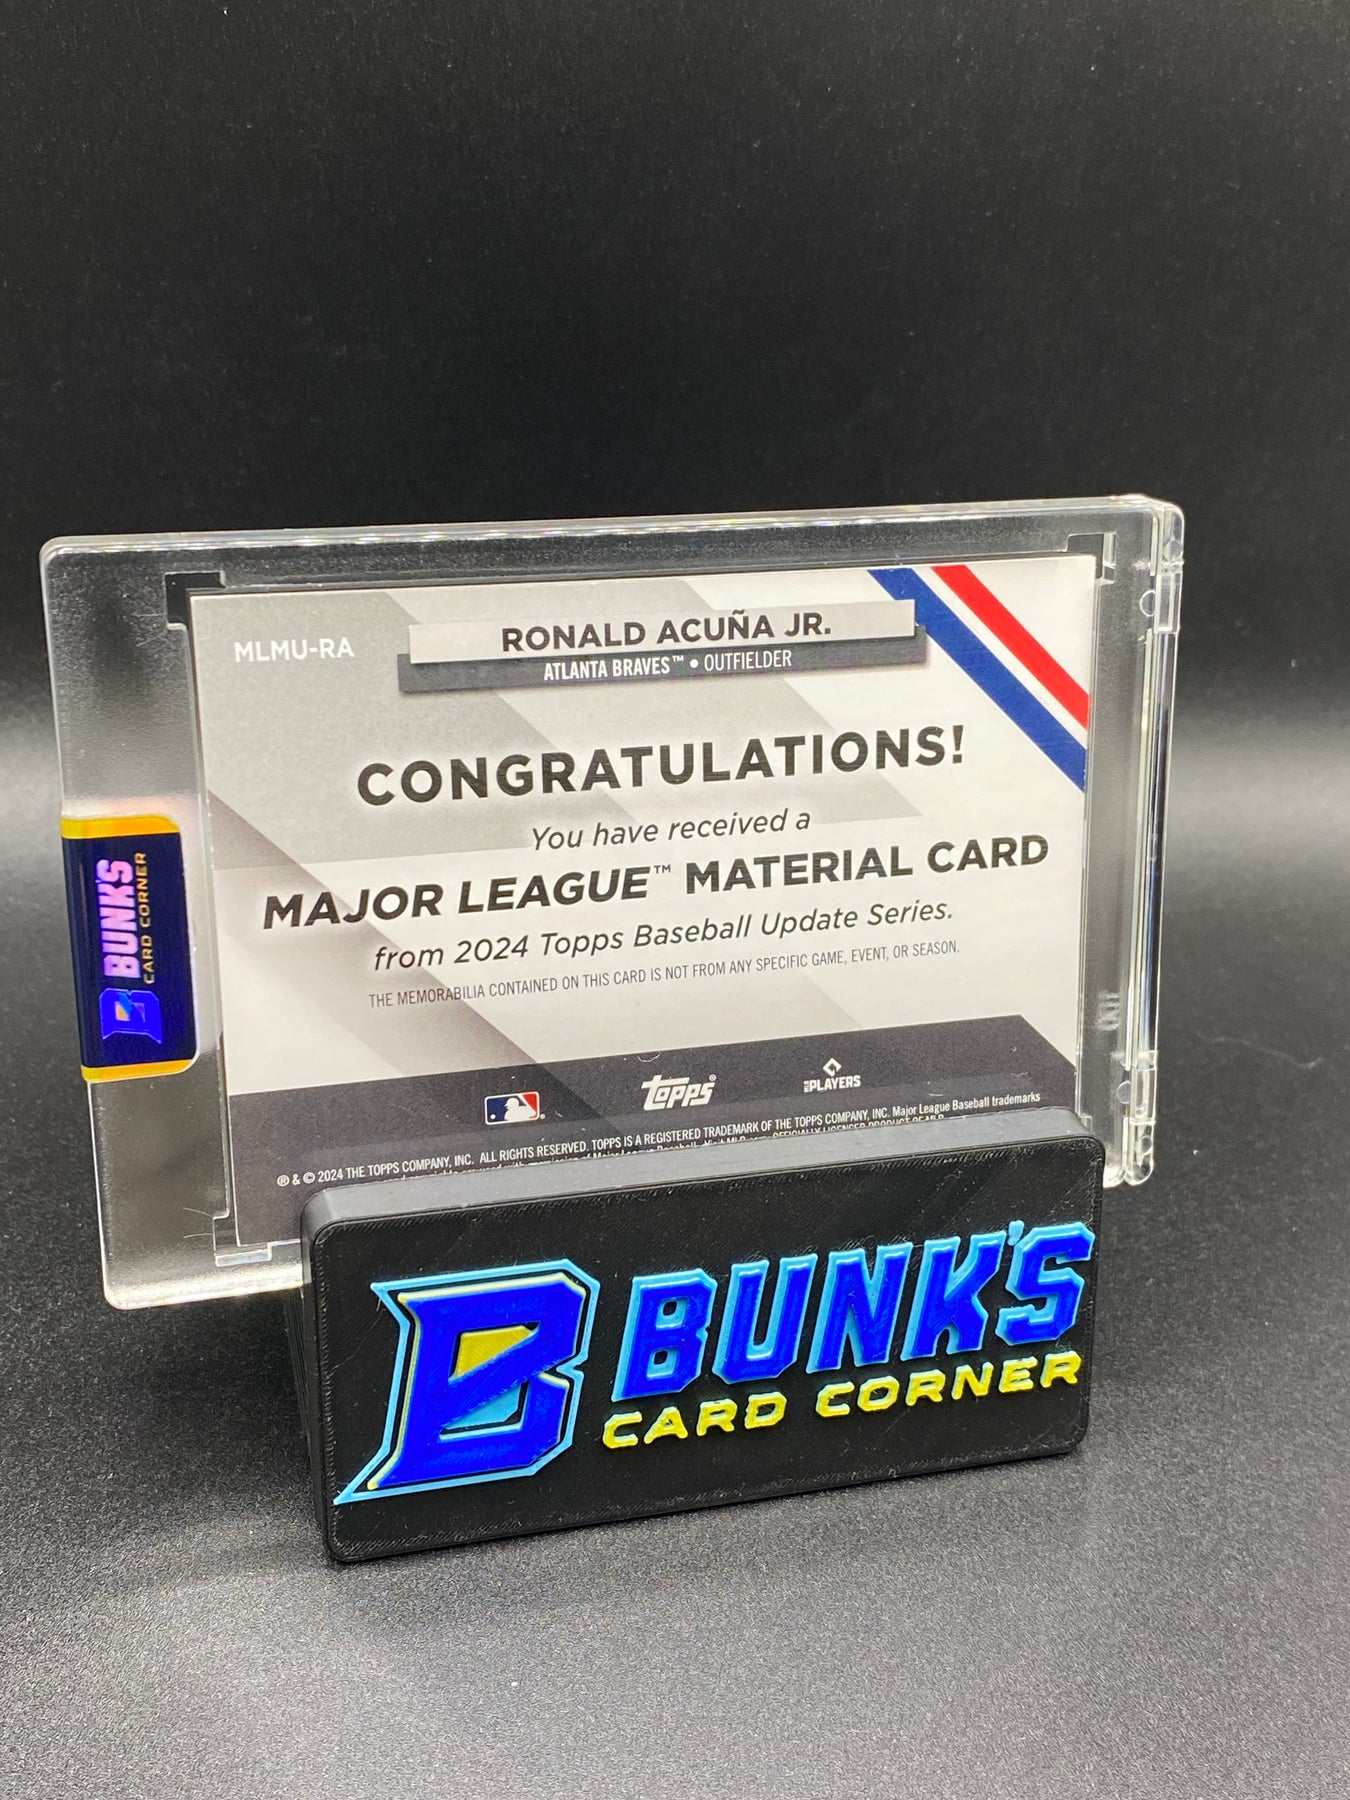 MLMU-RA
RONALD ACUÑA JR.
ATLANTA BRAVES™ • OUTFIELDER
CONGRATULATIONS!
You have received a
MAJOR LEAGUE™ MATERIAL CARD
from 2024 Topps Baseball Update Series.
THE MEMORABILIA CONTAINED ON THIS CARD IS NOT FROM ANY SPECIFIC GAME, EVENT, OR SEASON.
topps®
PLAYERS
® & © 2024 THE TOPPS COMPANY, INC. ALL RIGHTS RESERVED. TOPPS IS A REGISTERED TRADEMARK OF THE TOPPS COMPANY, INC. Major League Baseball trademarks
BUNK'S
CARD CORNER
B BUNK'S
CARD CORNER